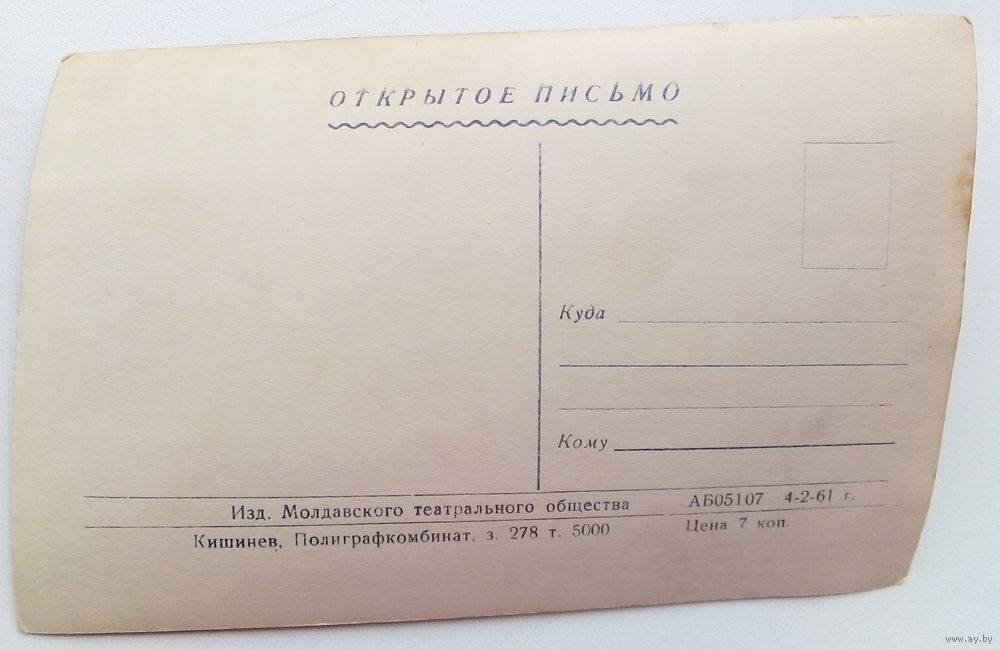 ОТКРЫТОЕ ПИСЬМО
Куда
Кому
Изд. Молдавского театрального общества
АБ05107 4-2-61 г.
Кишинев, Полиграфкомбинат, з. 278 т. 5000
Цена 7 коп.
www.ay.by